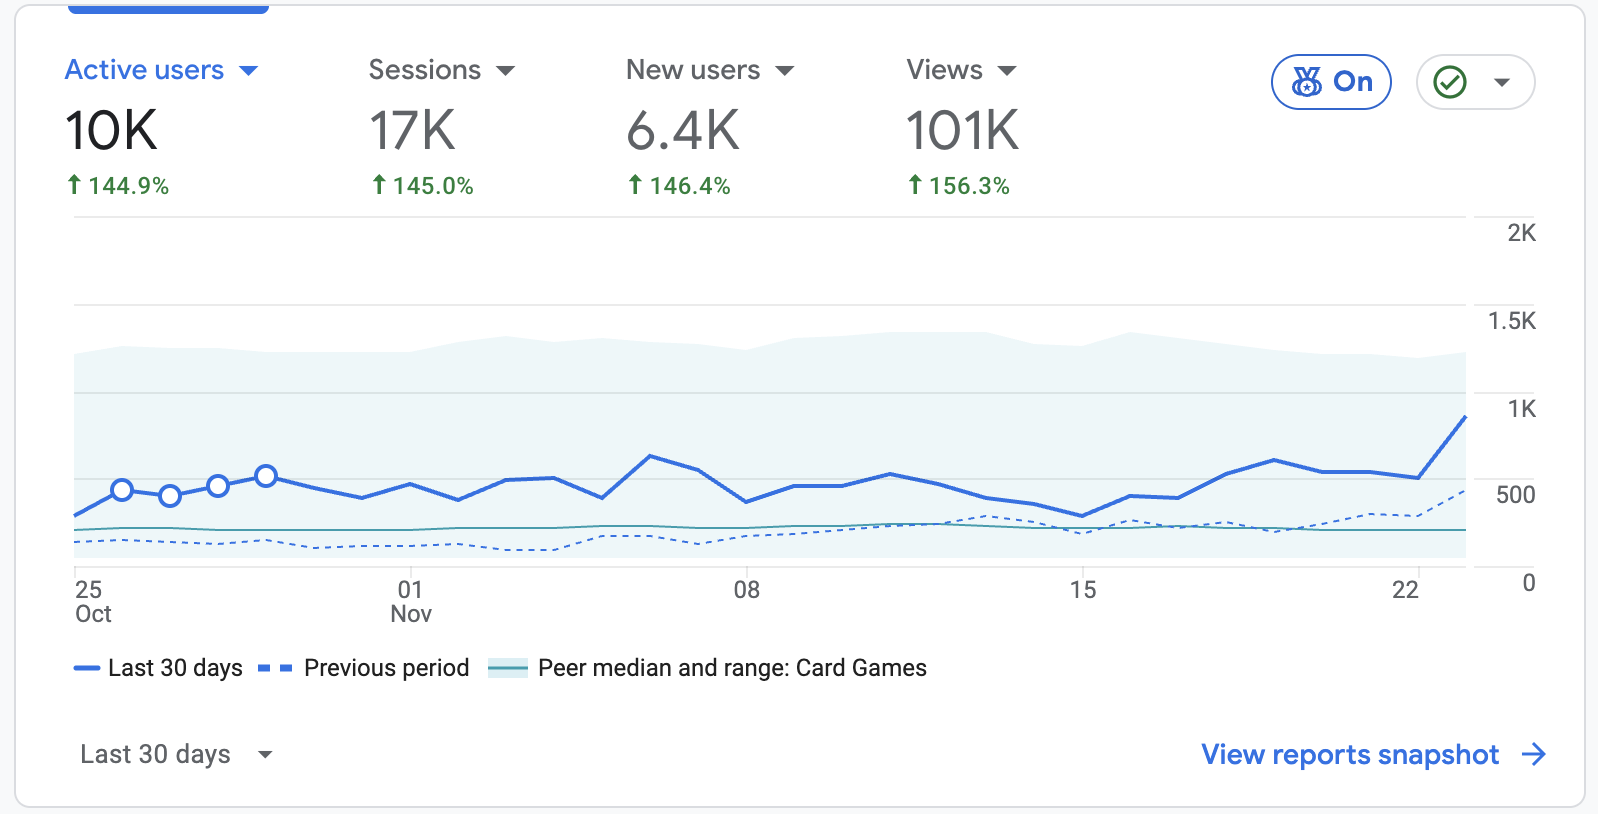 Active users
Sessions
New users
Views
On
10K
17K
6.4K
101K
144.9%
145.0%
146.4%
156.3%
2K
1.5K
1K
500
0
25
Oct
01
Nov
08
15
22
Last 30 days
Previous period
Peer median and range: Card Games
Last 30 days
View reports snapshot